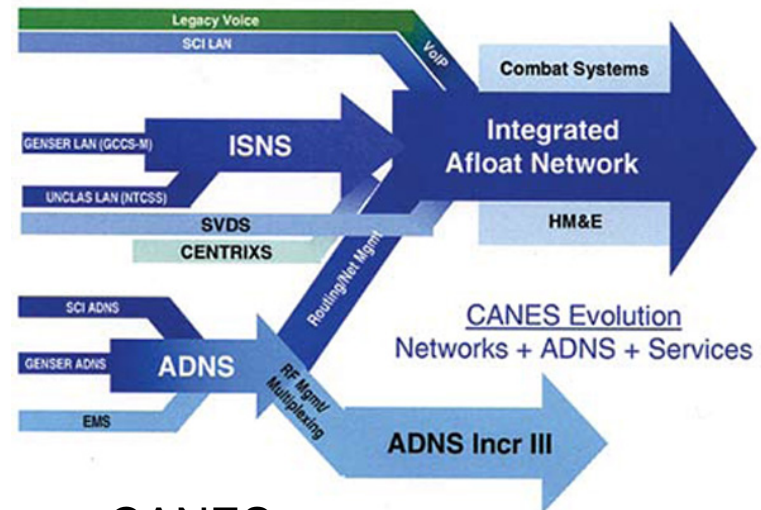 Legacy Voice
SCI LAN
VoIP
Combat Systems
GENSER LAN (GCCS-M)
ISNS
Integrated
Afloat Network
UNCLAS LAN (NTCSS)
SVDS
HM&E
CENTRIXS
Routing/Net Mgmt
SCI ADNS
CANES Evolution
Networks + ADNS + Services
GENSER ADNS
ADNS
RF Mgmt/
Multiplexing
EMS
ADNS Incr III
CANES